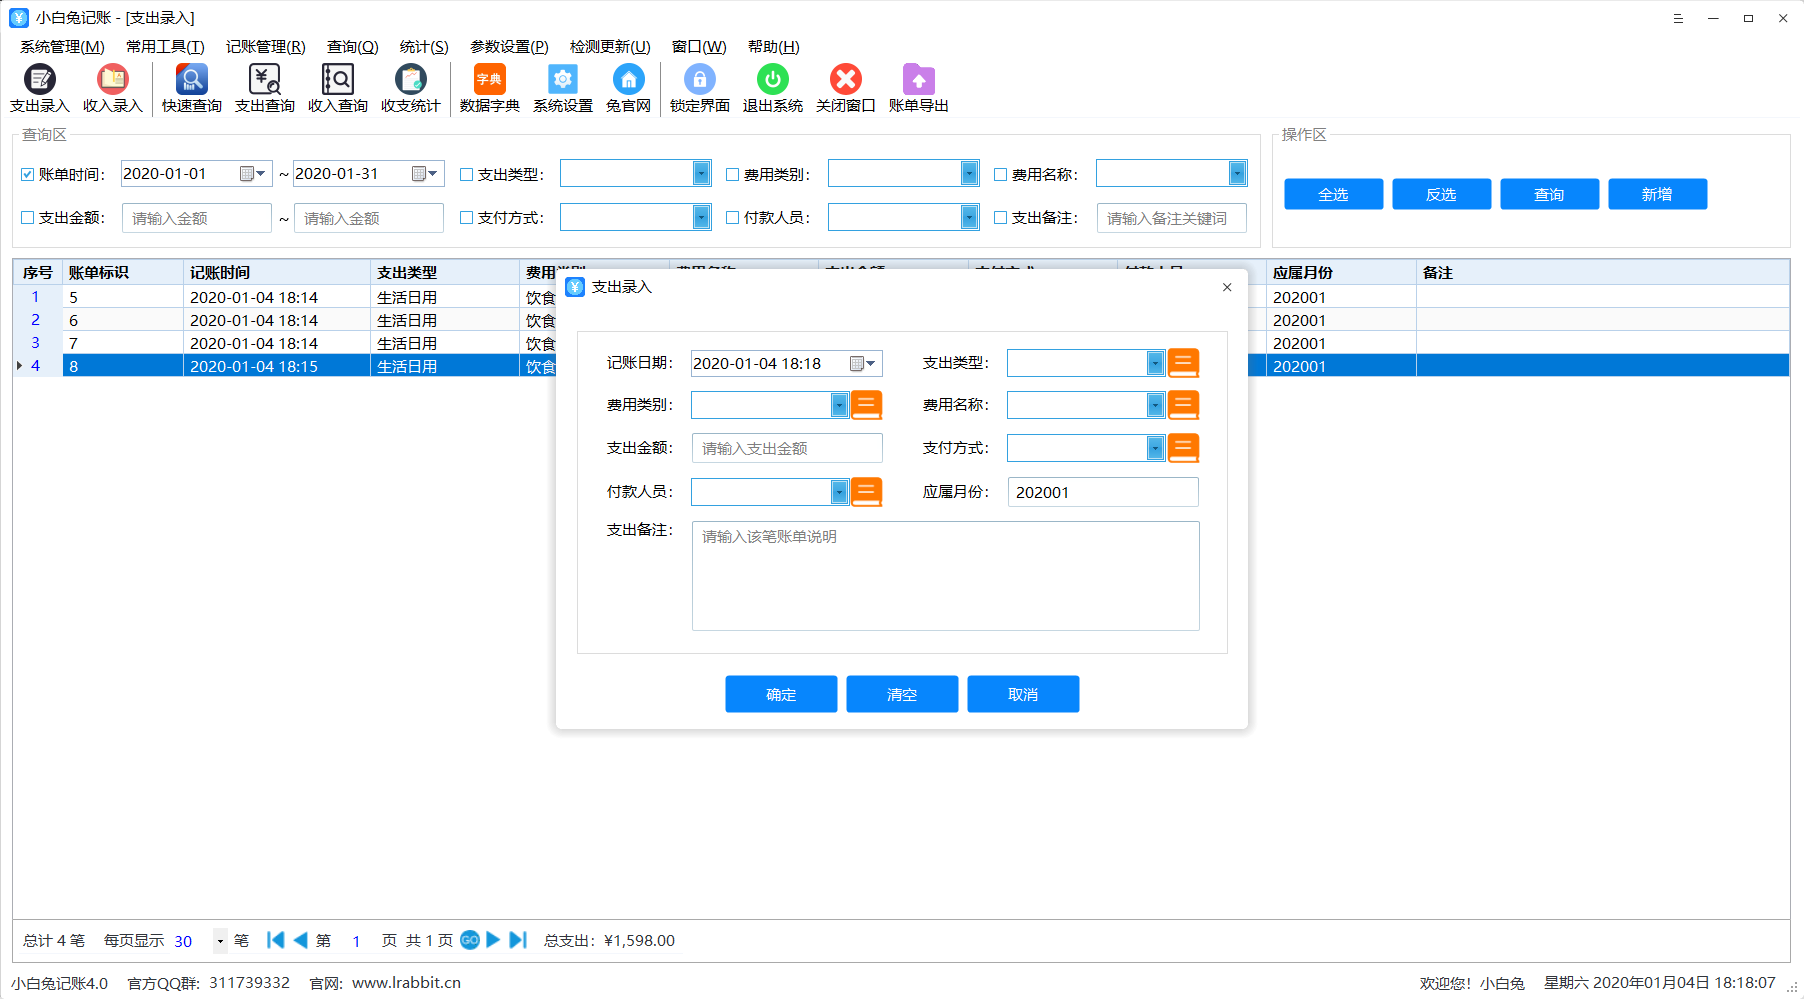 小白兔记账 - [支出录入]
系统管理(M) 常用工具(T) 记账管理(R) 查询(Q) 统计(S) 参数设置(P) 检测更新(U) 窗口(W) 帮助(H)
字典
支出录入 收入录入 快速查询 支出查询 收入查询 收支统计 数据字典 系统设置 兔官网 锁定界面 退出系统 关闭窗口 账单导出
查询区 操作区
账单时间： 2020-01-01 ~ 2020-01-31 支出类型： 费用类别： 费用名称：
全选 反选 查询 新增
支出金额： 请输入金额 ~ 请输入金额 支付方式： 付款人员： 支出备注： 请输入备注关键词
序号 账单标识 记账时间 支出类型 应属月份 备注
1 5 2020-01-04 18:14 生活日用 饮食 202001
2 6 2020-01-04 18:14 生活日用 饮食 202001
3 7 2020-01-04 18:14 生活日用 饮食 202001
4 8 2020-01-04 18:15 生活日用 饮食 202001
支出录入
记账日期： 2020-01-04 18:18 支出类型：
费用类别： 费用名称：
支出金额： 请输入支出金额 支付方式：
付款人员： 应属月份： 202001
支出备注： 请输入该笔账单说明
确定 清空 取消
总计 4 笔 每页显示 30 笔 第 1 页 共 1 页 GO 总支出：¥1,598.00
小白兔记账4.0 官方QQ群：311739332 官网：www.lrabbit.cn 欢迎您！小白兔 星期六 2020年01月04日 18:18:07